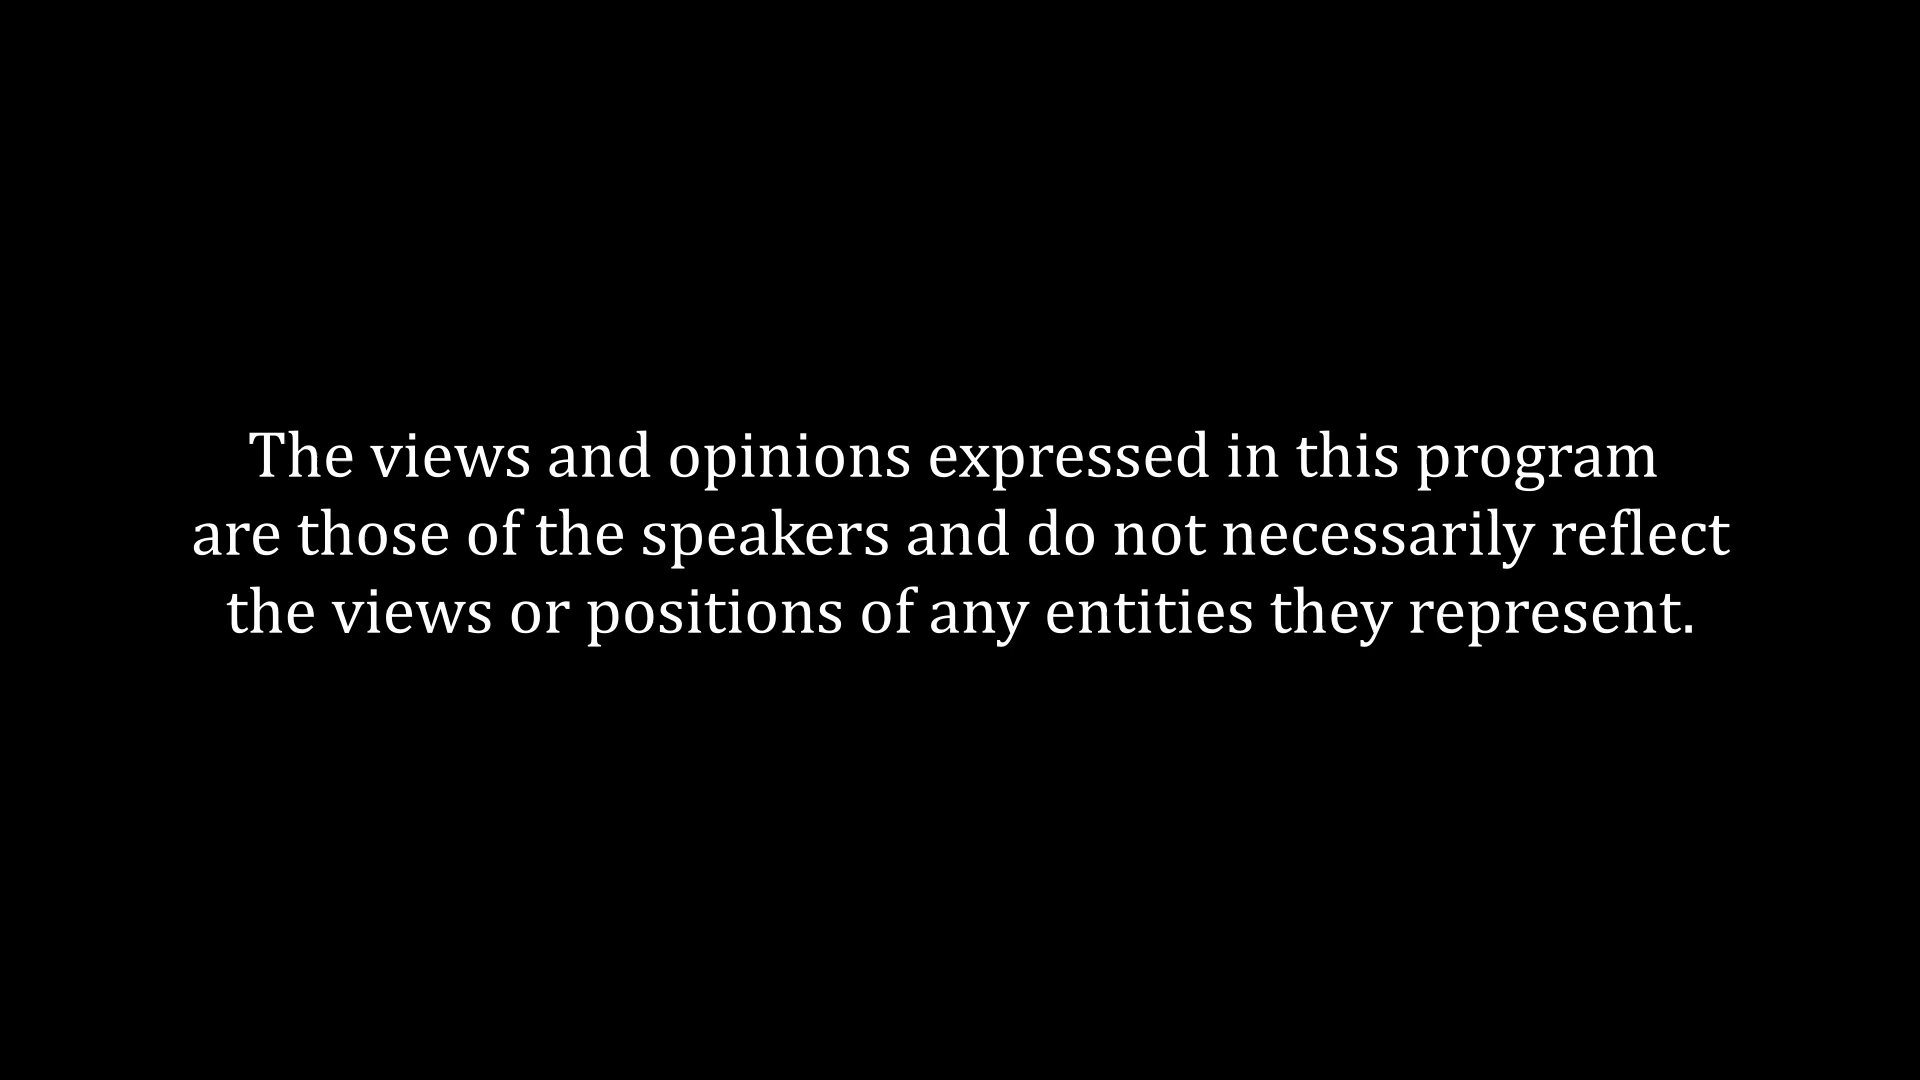 The views and opinions expressed in this program
are those of the speakers and do not necessarily reflect
the views or positions of any entities they represent.